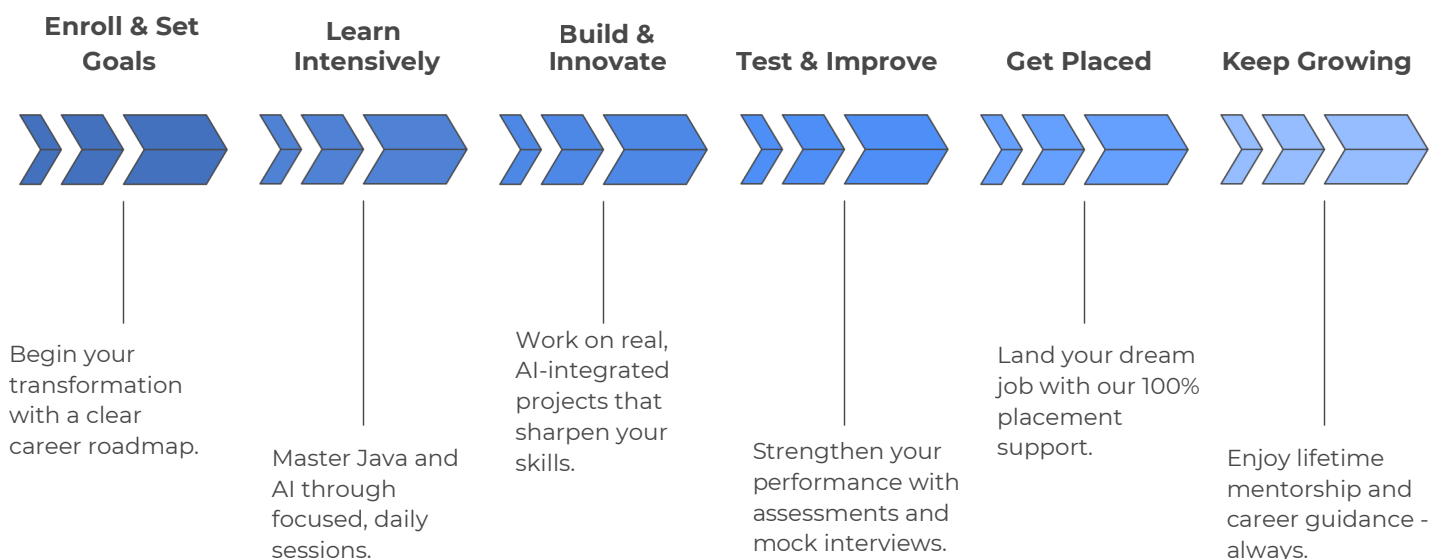 Enroll & Set
Goals
Learn
Intensively
Build &
Innovate
Test & Improve
Get Placed
Keep Growing
Begin your
transformation
with a clear
career roadmap.
Master Java and
AI through
focused, daily
sessions.
Work on real,
AI-integrated
projects that
sharpen your
skills.
Strengthen your
performance with
assessments and
mock interviews.
Land your dream
job with our 100%
placement
support.
Enjoy lifetime
mentorship and
career guidance -
always.